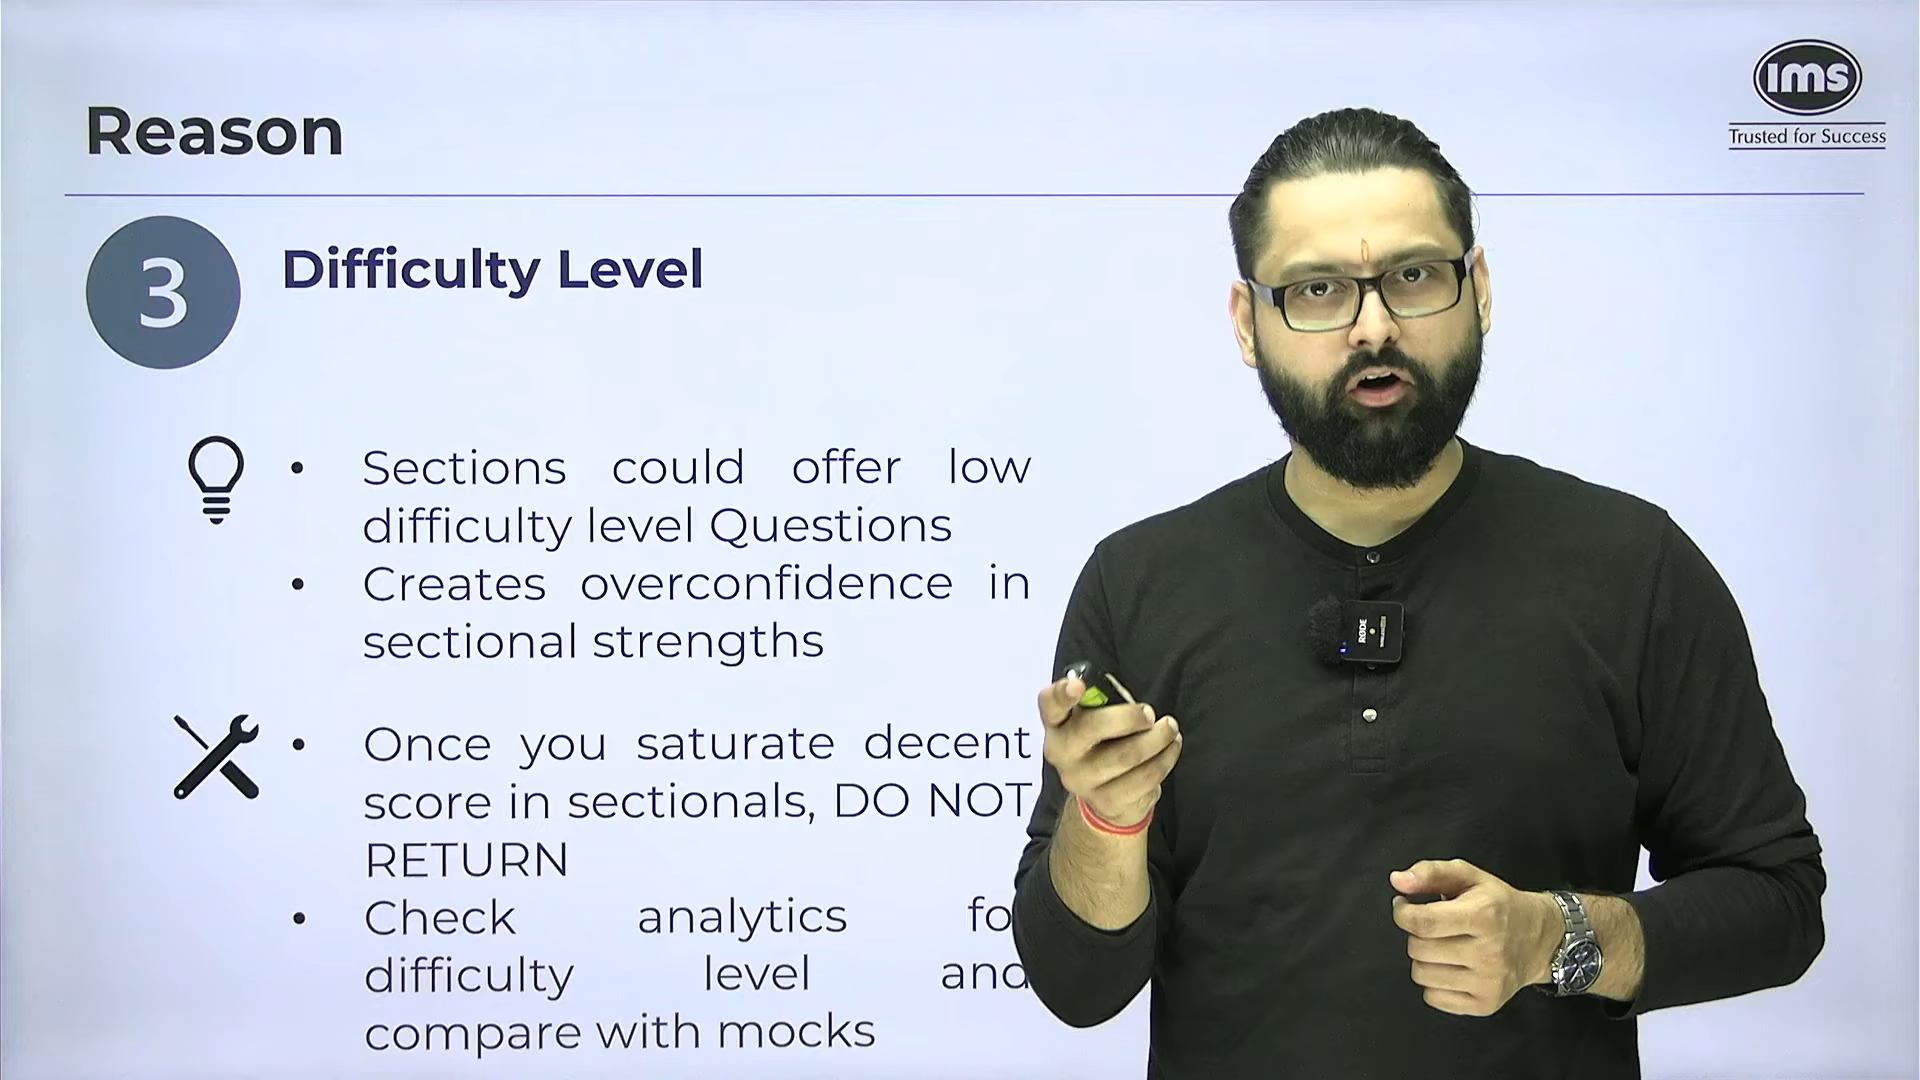 ims
Trusted for Success
Reason
3
Difficulty Level
• Sections could offer low
difficulty level Questions
• Creates overconfidence in
sectional strengths
• Once you saturate decent
score in sectionals, DO NOT
RETURN
• Check analytics fo
difficulty level and
compare with mocks
RØDE